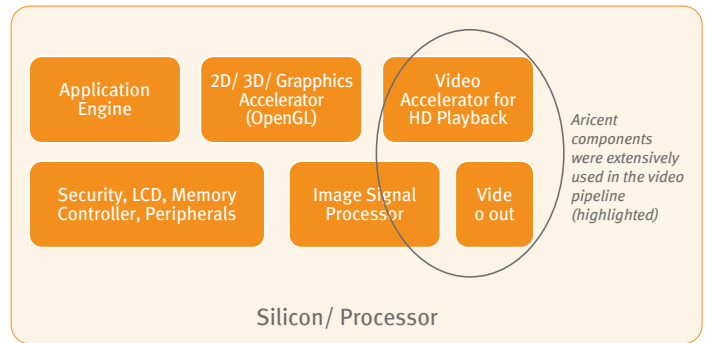 Application
Engine
2D/ 3D/ Grapphics
Accelerator
(OpenGL)
Video
Accelerator for
HD Playback
Aricent
components
were extensively
used in the video
pipeline
(highlighted)
Security, LCD, Memory
Controller, Peripherals
Image Signal
Processor
Vide
o out
Silicon/ Processor